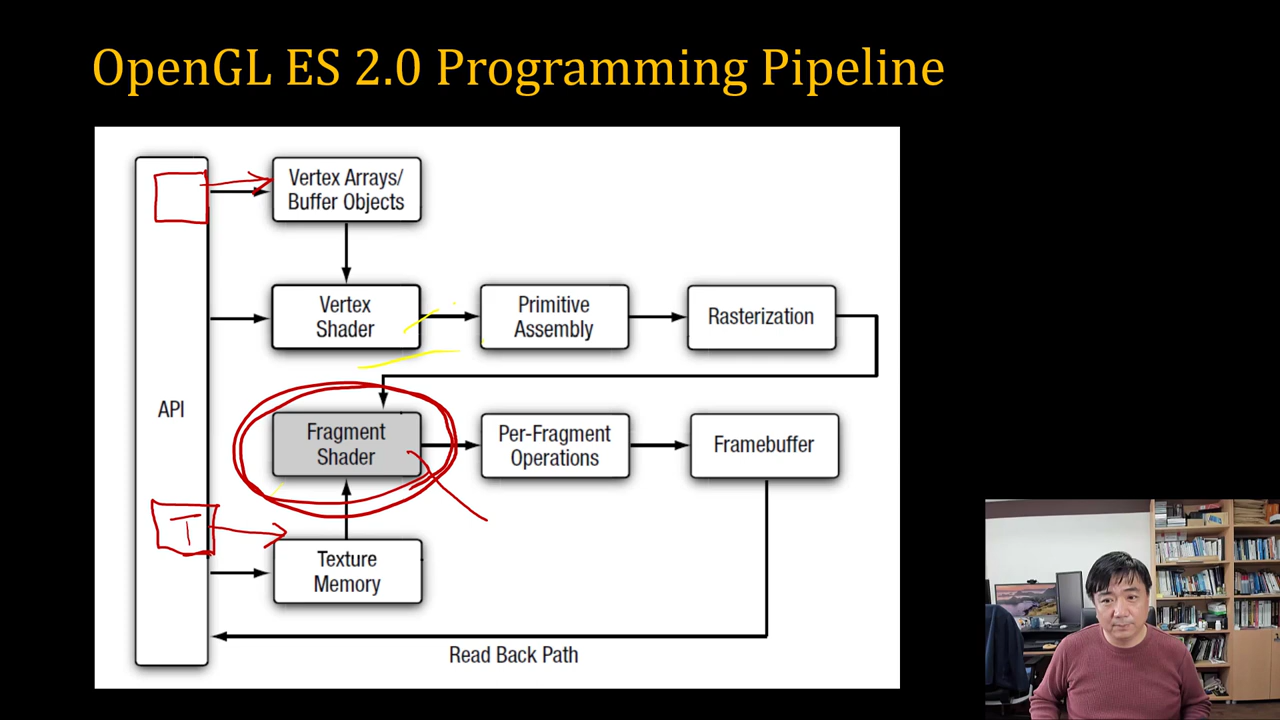 OpenGL ES 2.0 Programming Pipeline
Vertex Arrays/
Buffer Objects
Vertex
Shader
Primitive
Assembly
Rasterization
API
Fragment
Shader
Per-Fragment
Operations
Framebuffer
T
Texture
Memory
Read Back Path